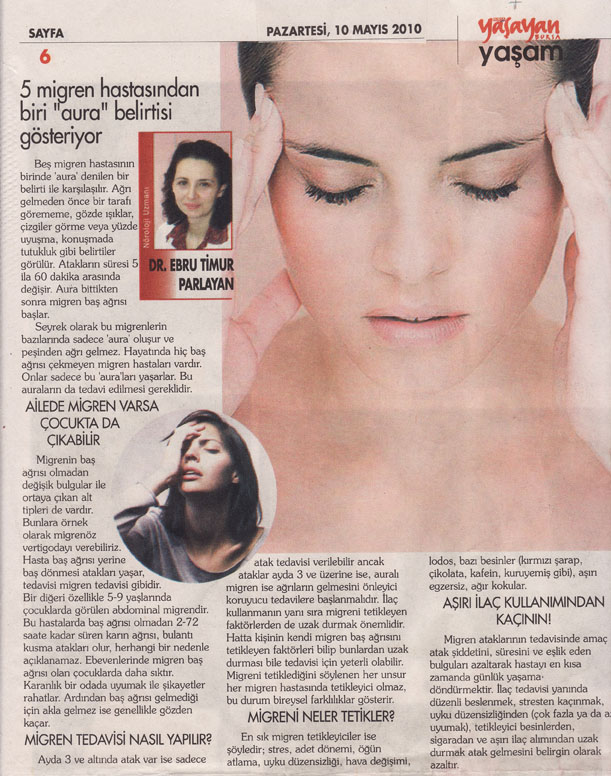 SAYFA
6
PAZARTESİ, 10 MAYIS 2010
yaşayan
BURSA
yaşam
5 migren hastasından
biri "aura" belirtisi
gösteriyor
Beş migren hastasının
birinde 'aura' denilen bir
belirti ile karşılaşılır. Ağrı
gelmeden önce bir tarafı
görememe, gözde ışıklar,
çizgiler görme veya yüzde
uyuşma, konuşmada
tutukluk gibi belirtiler
görülür. Atakların süresi 5
ila 60 dakika arasında
değişir. Aura bittikten
sonra migren baş ağrısı
başlar.
Nöroloji Uzmanı
DR. EBRU TİMUR
PARLAYAN
Seyrek olarak bu migrenlerin
bazılarında sadece 'aura' oluşur ve
peşinden ağrı gelmez. Hayatında hiç baş
ağrısı çekmeyen migren hastaları vardır.
Onlar sadece bu 'aura'ları yaşarlar. Bu
auraların da tedavi edilmesi gereklidir.
AİLEDE MİGREN VARSA
ÇOCUKTA DA
ÇIKABİLİR
Migrenin baş
ağrısı olmadan
değişik bulgular ile
ortaya çıkan alt
tipleri de vardır.
Bunlara örnek
olarak migrenöz
vertigodayı verebiliriz.
Hasta baş ağrısı yerine
baş dönmesi atakları yaşar,
tedavisi migren tedavisi gibidir.
Bir diğeri özellikle 5-9 yaşlarında
çocuklarda görülen abdominal migrendir.
Bu hastalarda baş ağrısı olmadan 2-72
saate kadar süren karın ağrısı, bulantı
kusma atakları olur, herhangi bir nedenle
açıklanamaz. Ebevenlerinde migren baş
ağrısı olan çocuklarda daha sıktır.
Karanlık bir odada uyumak ile şikayetler
rahatlar. Ardından baş ağrısı gelmediği
için akla gelmez ise genellikle gözden
kaçar.
MİGREN TEDAVİSİ NASIL YAPILIR?
Ayda 3 ve altında atak var ise sadece
atak tedavisi verilebilir ancak
ataklar ayda 3 ve üzerine ise, auralı
migren ise ağrıların gelmesini önleyici
koruyucu tedavilere başlanmalıdır. İlaç
kullanmanın yanı sıra migreni tetikleyen
faktörlerden de uzak durmak önemlidir.
Hatta kişinin kendi migren baş ağrısını
tetikleyen faktörleri bilip bunlardan uzak
durması bile tedavi için yeterli olabilir.
Migreni tetiklediğini söylenen her unsur
her migren hastasında tetikleyici olmaz,
bu durum bireysel farklılıklar gösterir.
MİGRENİ NELER TETİKLER?
En sık migren tetikleyiciler ise
şöyledir; stres, adet dönemi, öğün
atlama, uyku düzensizliği, hava değişimi,
lodos, bazı besinler (kırmızı şarap,
çikolata, kafein, kuruyemiş gibi), aşırı
egzersiz, ağır kokular.
AŞIRI İLAÇ KULLANIMINDAN
KAÇININ!
Migren ataklarının tedavisinde amaç
atak şiddetini, süresini ve eşlik eden
bulguları azaltarak hastayı en kısa
zamanda günlük yaşama
döndürmektir. İlaç tedavisi yanında
düzenli beslenmek, stresten kaçınmak,
uyku düzensizliğinden (çok fazla ya da az
uyumak), tetikleyici besinlerden,
sigaradan ve aşırı ilaç alımından uzak
durmak atak gelmesini belirgin olarak
azaltır.